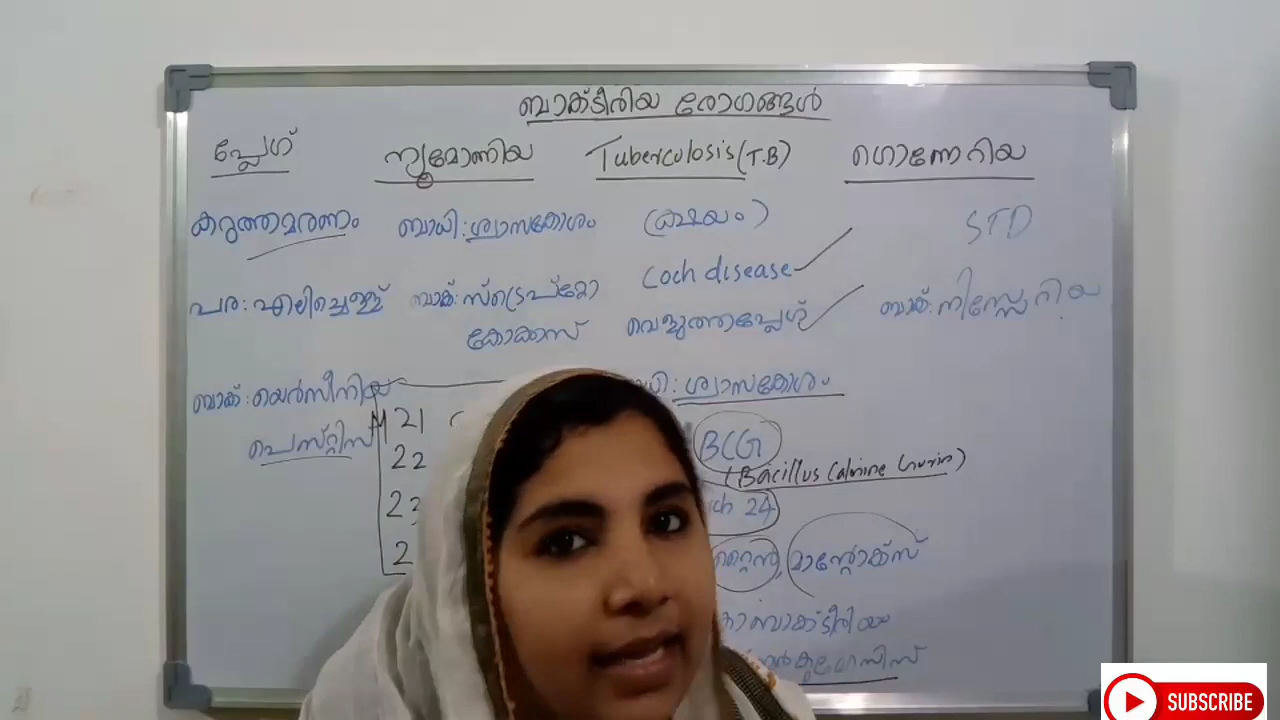 ബാക്ടീരിയ രോഗങ്ങൾ
പ്ലേഗ്
കറുത്തമരണം
പര: എലിച്ചെള്ള്
ബാക്: യെർസീനിയ
പെസ്റ്റിസ്
ന്യൂമോണിയ
ബാധി: ശ്വാസകോശം
ബാക്: സ്ട്രെപ്റ്റോ
കോക്കസ്
21
22
Tuberculosis (T.B)
(ക്ഷയം)
Coch disease
വെളുത്തപ്ലേഗ്
ധി: ശ്വാസകോശം
BCG
(Bacillus Calmine
ch 24
മാന്റോക്സ്
കാബാക്ടീരിയം
ഗൊണേറിയ
STD
ബാക്: നിസ്സേറിയ
SUBSCRIBE